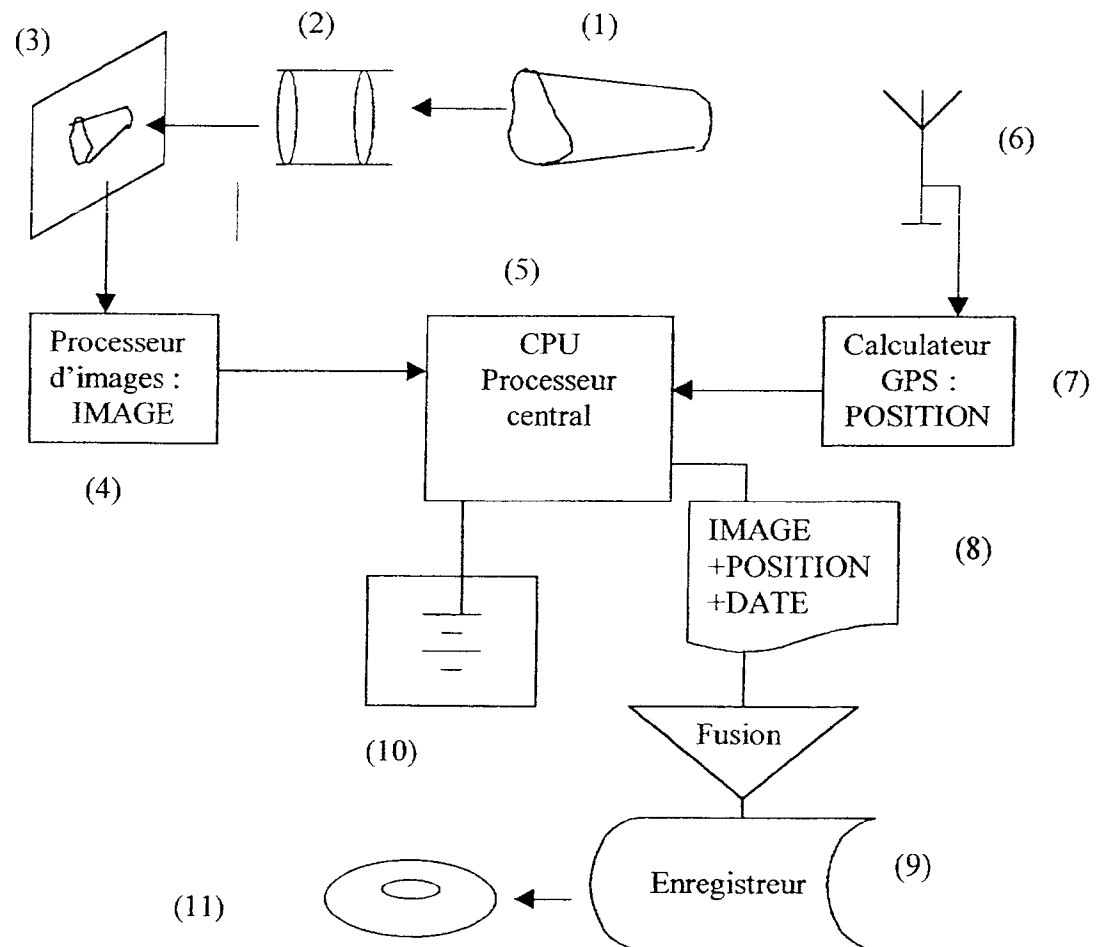 (3)
(2)
(1)
(6)
(5)
Processeur
d'images :
IMAGE
(4)
CPU
Processeur
central
Calculateur
GPS :
POSITION
(7)
IMAGE
+POSITION
+DATE
(8)
(10)
Fusion
Enregistreur
(9)
(11)